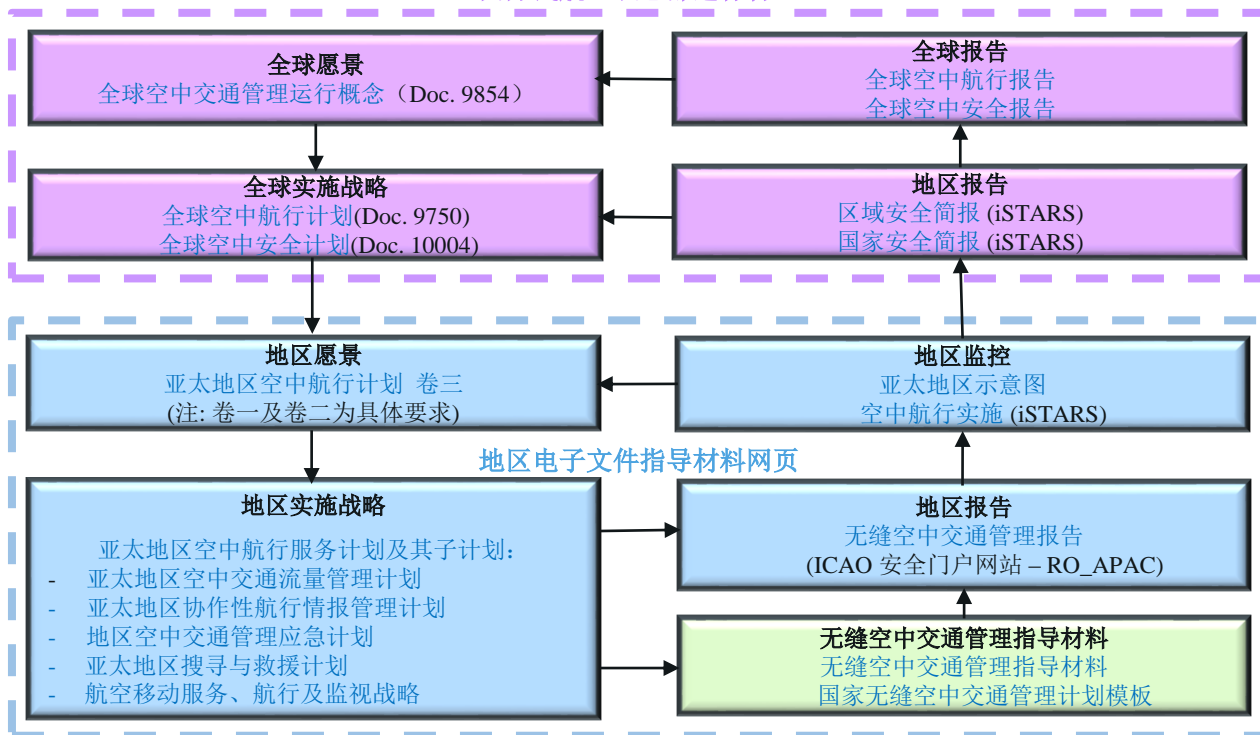 全球愿景
全球空中交通管理运行概念（Doc. 9854）
全球报告
全球空中航行报告
全球空中安全报告
全球实施战略
全球空中航行计划(Doc. 9750)
全球空中安全计划(Doc. 10004)
地区报告
区域安全简报 (iSTARS)
国家安全简报 (iSTARS)
地区愿景
亚太地区空中航行计划 卷三
(注: 卷一及卷二为具体要求)
地区监控
亚太地区示意图
空中航行实施 (iSTARS)
地区电子文件指导材料网页
地区实施战略
亚太地区空中航行服务计划及其子计划：
- 亚太地区空中交通流量管理计划
- 亚太地区协作性航行情报管理计划
- 地区空中交通管理应急计划
- 亚太地区搜寻与救援计划
- 航空移动服务、航行及监视战略
地区报告
无缝空中交通管理报告
(ICAO 安全门户网站 – RO_APAC)
无缝空中交通管理指导材料
无缝空中交通管理指导材料
国家无缝空中交通管理计划模板